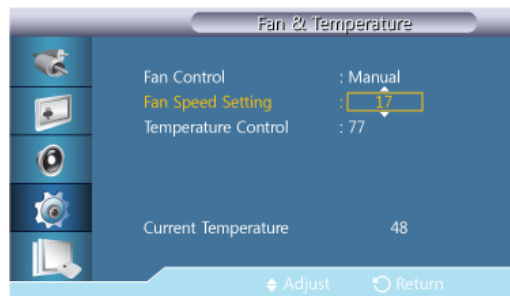 Fan & Temperature
Fan Control : Manual
Fan Speed Setting : 17
Temperature Control : 77
Current Temperature 48
Adjust Return